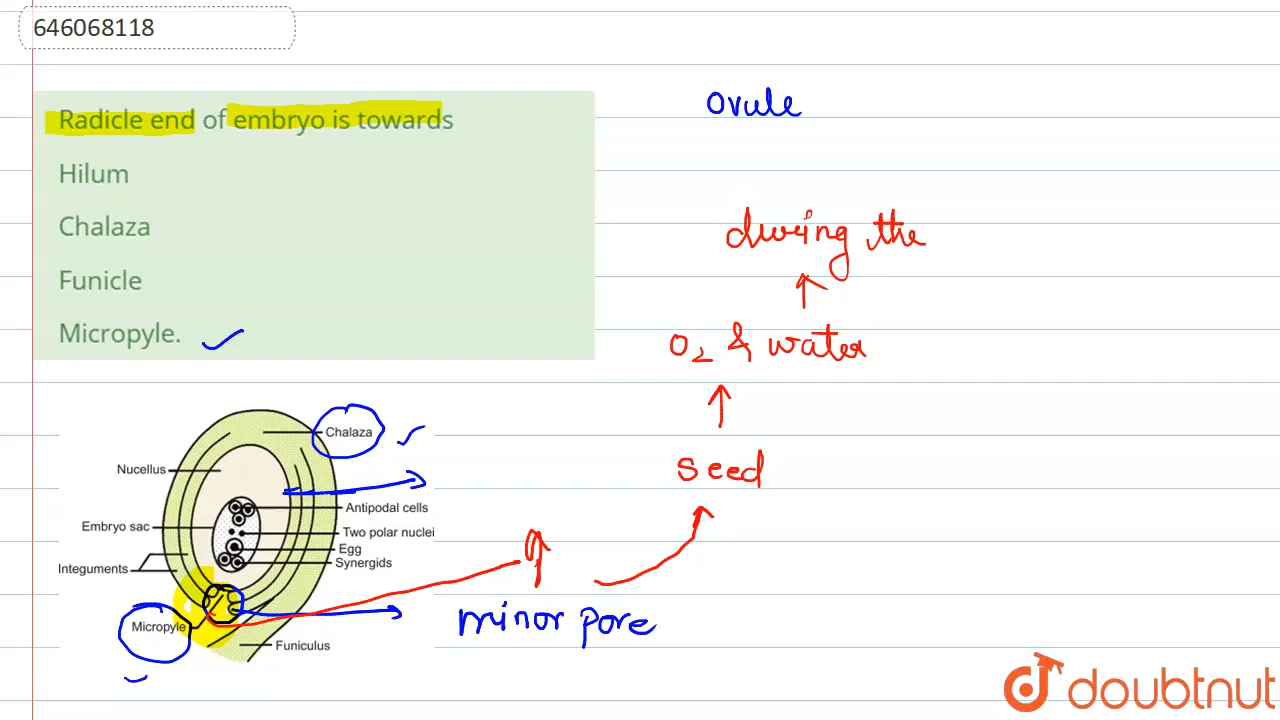 646068118
Radicle end of embryo is towards
Hilum
Chalaza
Funicle
Micropyle.
ovule
during the
O2 & water
seed
minor pore
Chalaza
Nucellus
Antipodal cells
Embryo sac
Two polar nuclei
Egg
Synergids
Integuments
Micropyle
Funiculus
doubtnut